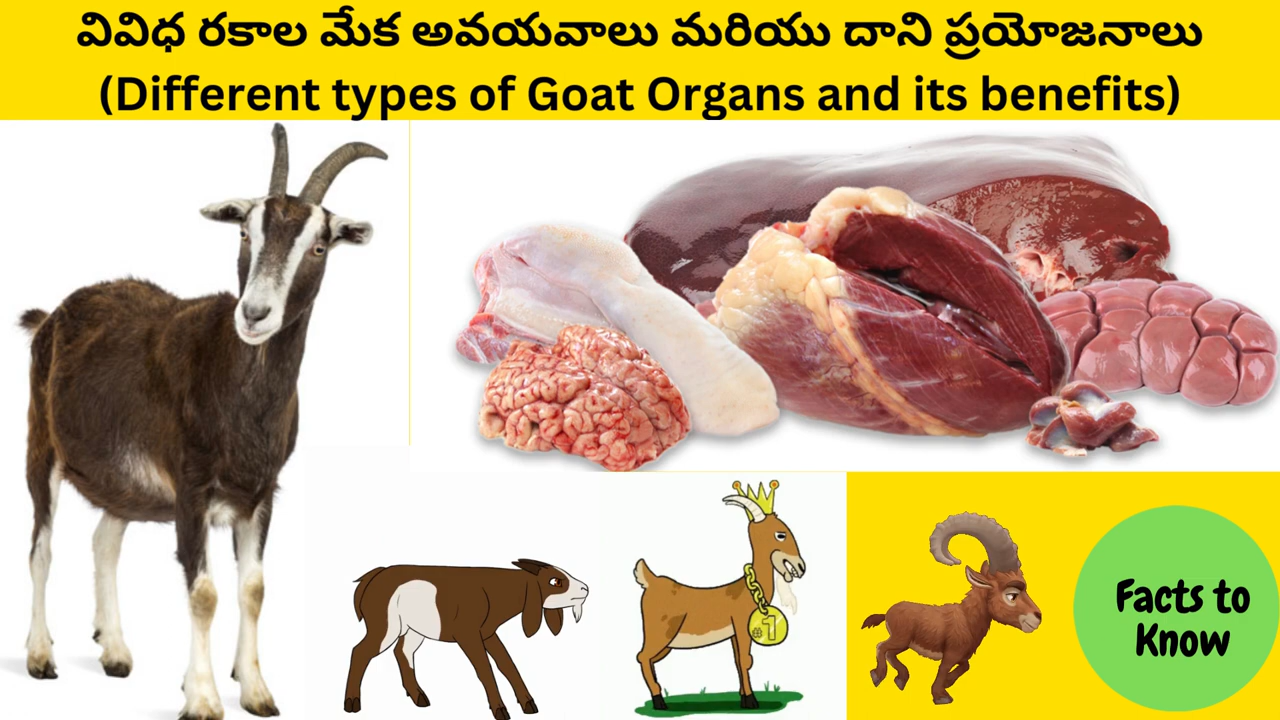 వివిధ రకాల మేక అవయవాలు మరియు దాని ప్రయోజనాలు
(Different types of Goat Organs and its benefits)
#1
Facts to
Know